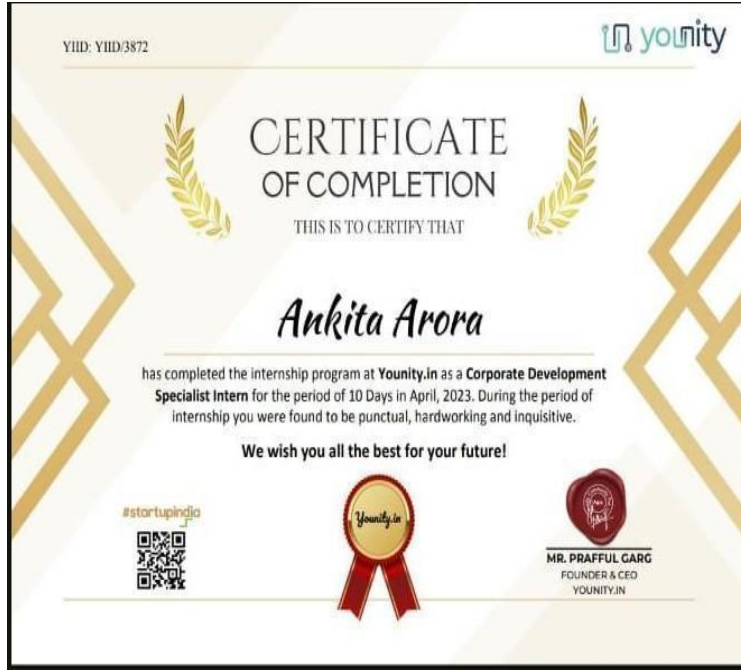 YIID: YIID/3872
younity
CERTIFICATE
OF COMPLETION
THIS IS TO CERTIFY THAT
Ankita Arora
has completed the internship program at Younity.in as a Corporate Development
Specialist Intern for the period of 10 Days in April, 2023. During the period of
internship you were found to be punctual, hardworking and inquisitive.
We wish you all the best for your future!
#startupindia
Younity.in
MR. PRAFFUL GARG
FOUNDER & CEO
YOUNITY.IN